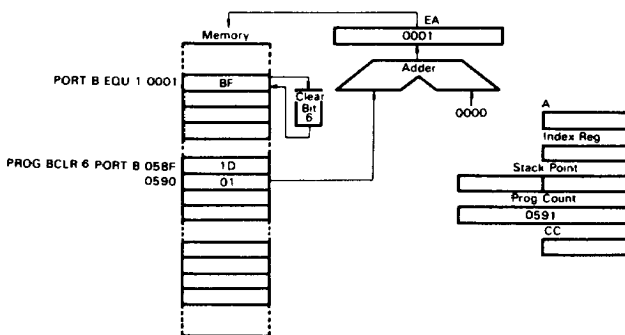 EA
Memory
0001
Adder
PORT B EQU 1 0001
BF
Clear
Bit
6
0000
A
Index Reg
PROG BCLR 6 PORT B 058F
1D
0590
01
Stack Point
Prog Count
0591
CC